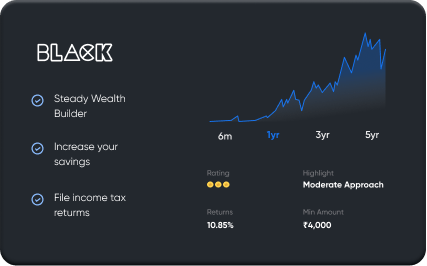 BLACK
Steady Wealth
Builder
Increase your
savings
File income tax
returms
6m
1yr
3yr
5yr
Rating
Highlight
Moderate Approach
Returns
Min Amount
10.85%
₹4,000